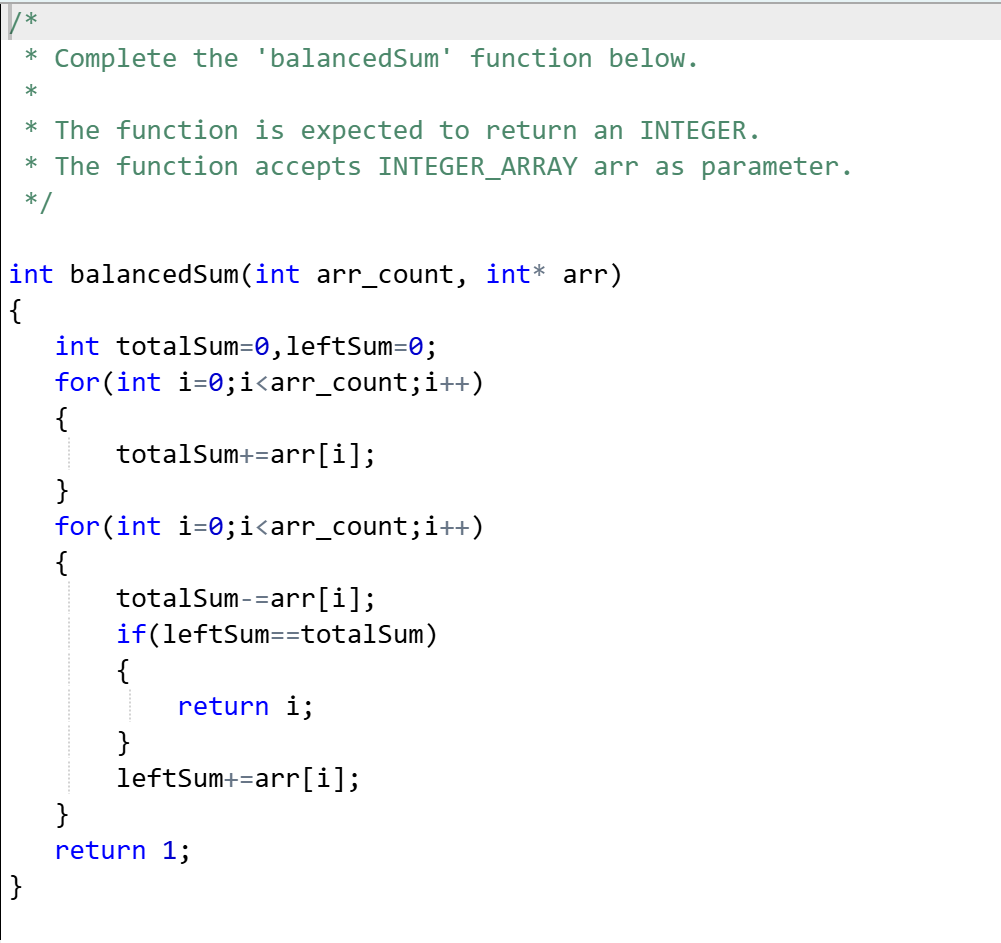 /*
 * Complete the 'balancedSum' function below.
 *
 * The function is expected to return an INTEGER.
 * The function accepts INTEGER_ARRAY arr as parameter.
 */

int balancedSum(int arr_count, int* arr)
{
   int totalSum=0,leftSum=0;
   for(int i=0;i<arr_count;i++)
   {
       totalSum+=arr[i];
   }
   for(int i=0;i<arr_count;i++)
   {
       totalSum-=arr[i];
       if(leftSum==totalSum)
       {
           return i;
       }
       leftSum+=arr[i];
   }
   return 1;
}